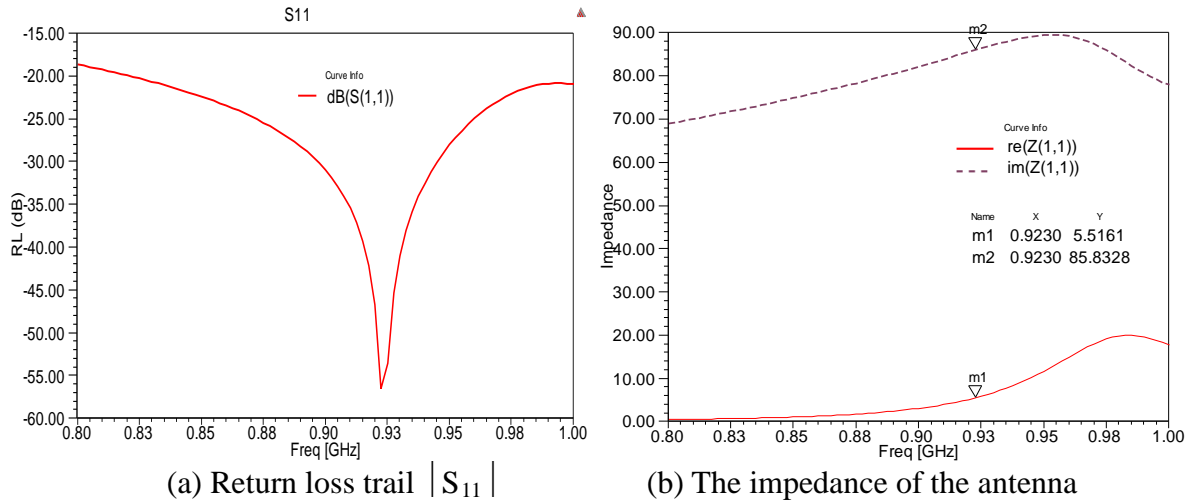 S11
-15.00
-20.00
-25.00
-30.00
-35.00
-40.00
-45.00
-50.00
-55.00
-60.00
RL (dB)
Curve Info
dB(S(1,1))
0.80 0.83 0.85 0.88 0.90 0.93 0.95 0.98 1.00
Freq [GHz]
(a) Return loss trail |S₁₁|
90.00
80.00
70.00
60.00
50.00
40.00
30.00
20.00
10.00
0.00
Impedance
m2
Curve Info
re(Z(1,1))
im(Z(1,1))
Name X Y
m1 0.9230 5.5161
m2 0.9230 85.8328
m1
0.80 0.83 0.85 0.88 0.90 0.93 0.95 0.98 1.00
Freq [GHz]
(b) The impedance of the antenna